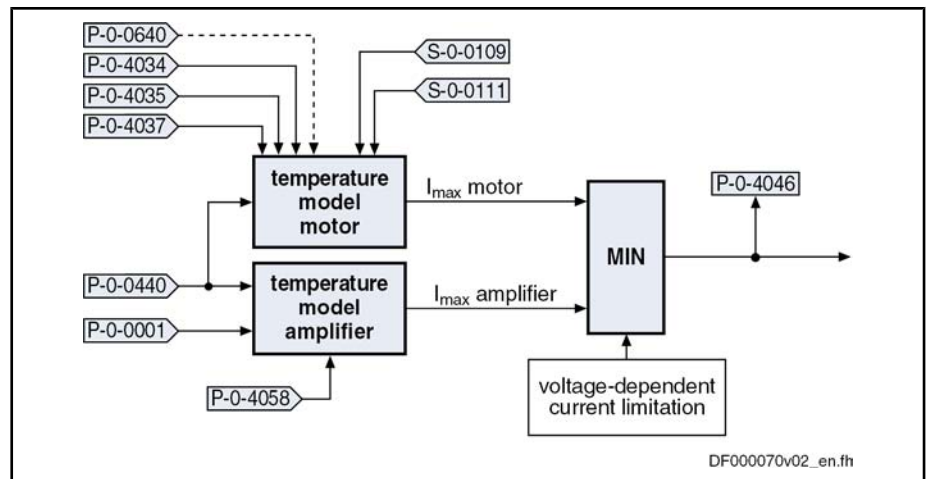 P-0-0640
P-0-4034
P-0-4035
P-0-4037
S-0-0109
S-0-0111
temperature
model
motor
Imax motor
P-0-4046
MIN
P-0-0440
P-0-0001
temperature
model
amplifier
Imax amplifier
P-0-4058
voltage-dependent
current limitation
DF000070v02_en.fh